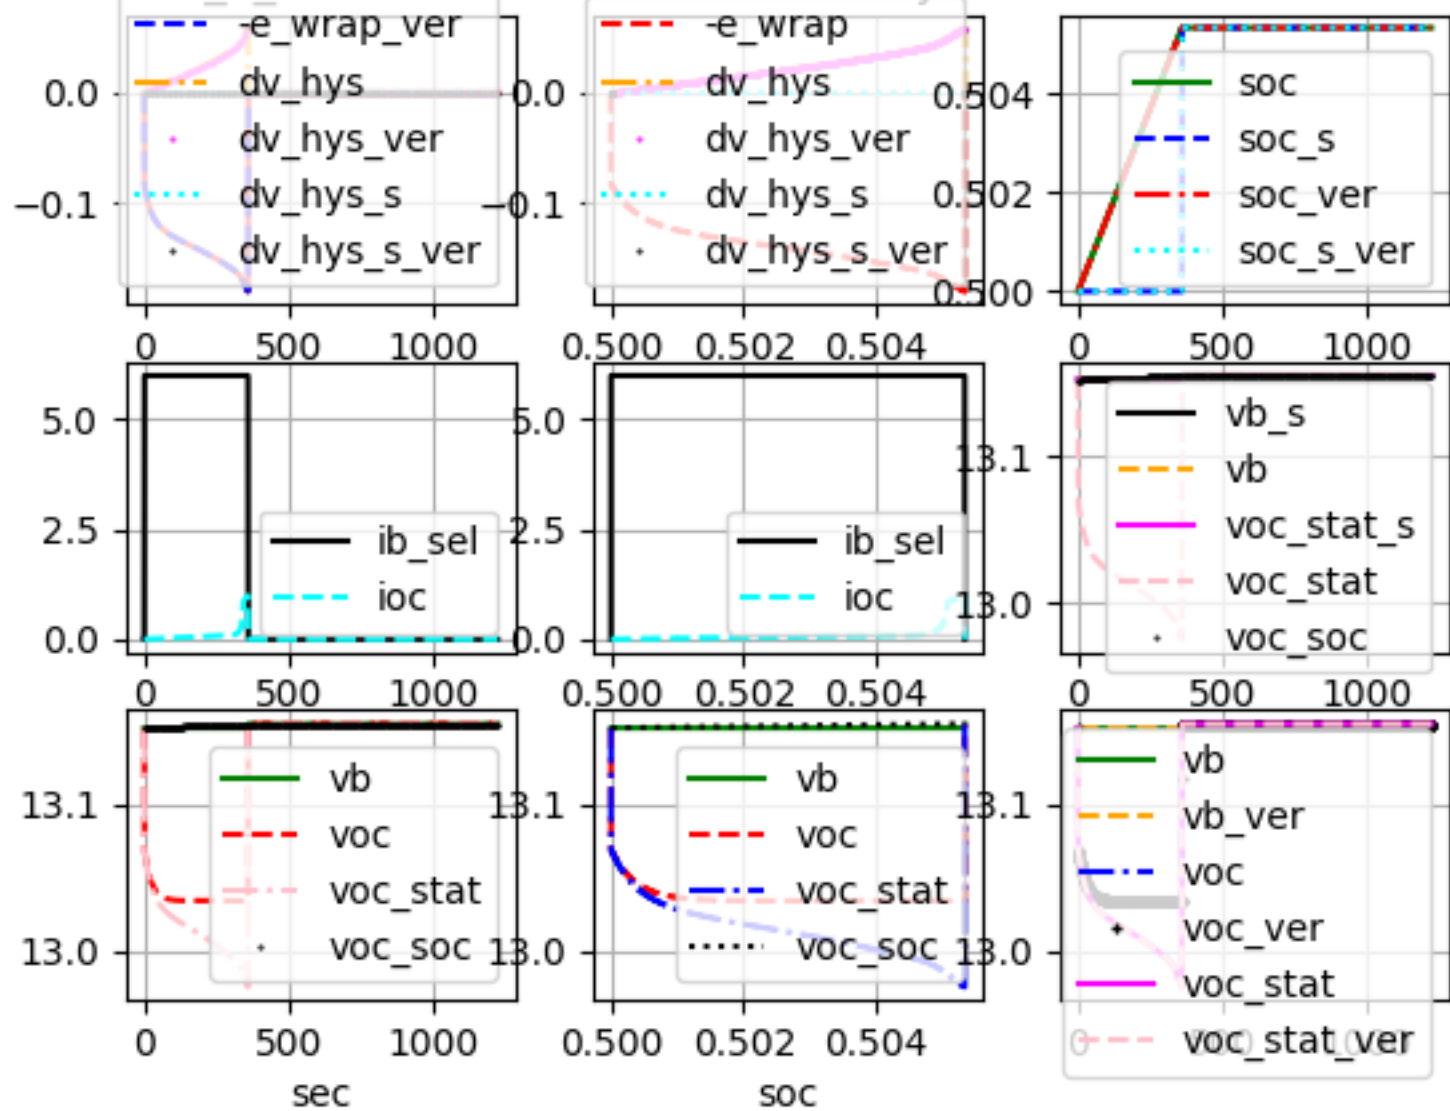 -e_wrap_ver
dv_hys
dv_hys_ver
dv_hys_s
dv_hys_s_ver
0.0
−0.1
0 500 1000
-e_wrap
dv_hys
dv_hys_ver
dv_hys_s
dv_hys_s_ver
0.0
−0.1
0.500 0.502 0.504
soc
soc_s
soc_ver
soc_s_ver
0.504
0.502
0.500
0 500 1000
5.0
2.5
0.0
ib_sel
ioc
0 500 1000
5.0
2.5
0.0
ib_sel
ioc
0.500 0.502 0.504
13.1
13.0
vb_s
vb
voc_stat_s
voc_stat
voc_soc
0 500 1000
13.1
13.0
vb
voc
voc_stat
voc_soc
0 500 1000
sec
13.1
13.0
vb
voc
voc_stat
voc_soc
0.500 0.502 0.504
soc
13.1
13.0
vb
vb_ver
voc
voc_ver
voc_stat
voc_stat_ver
0 500 1000